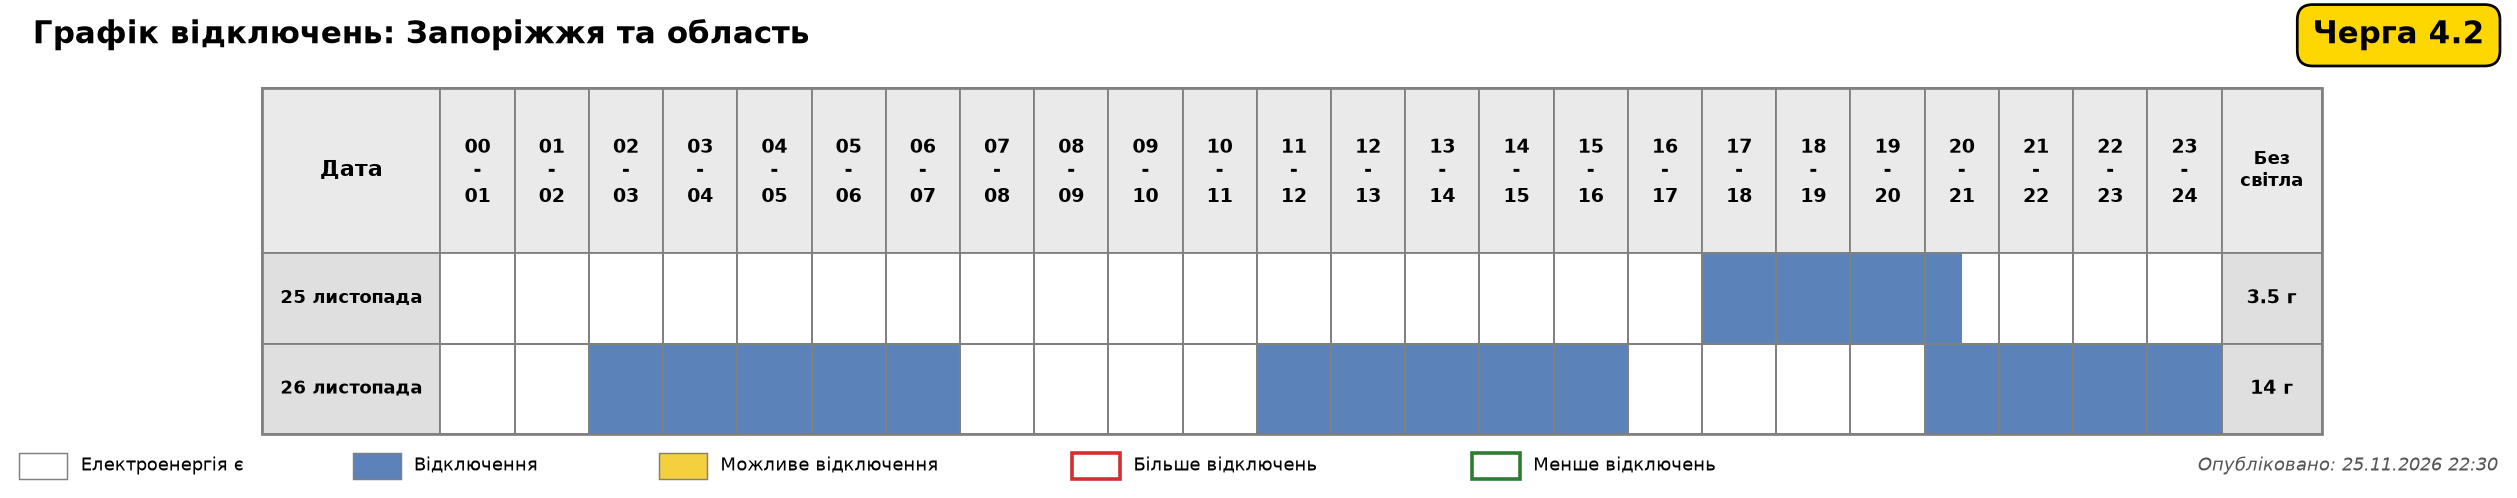 Графік відключень: Запоріжжя та область
Черга 4.2
Дата
00 - 01
01 - 02
02 - 03
03 - 04
04 - 05
05 - 06
06 - 07
07 - 08
08 - 09
09 - 10
10 - 11
11 - 12
12 - 13
13 - 14
14 - 15
15 - 16
16 - 17
17 - 18
18 - 19
19 - 20
20 - 21
21 - 22
22 - 23
23 - 24
Без
світла
25 листопада
3.5 г
26 листопада
14 г
Електроенергія є
Відключення
Можливе відключення
Більше відключень
Менше відключень
Опубліковано: 25.11.2026 22:30